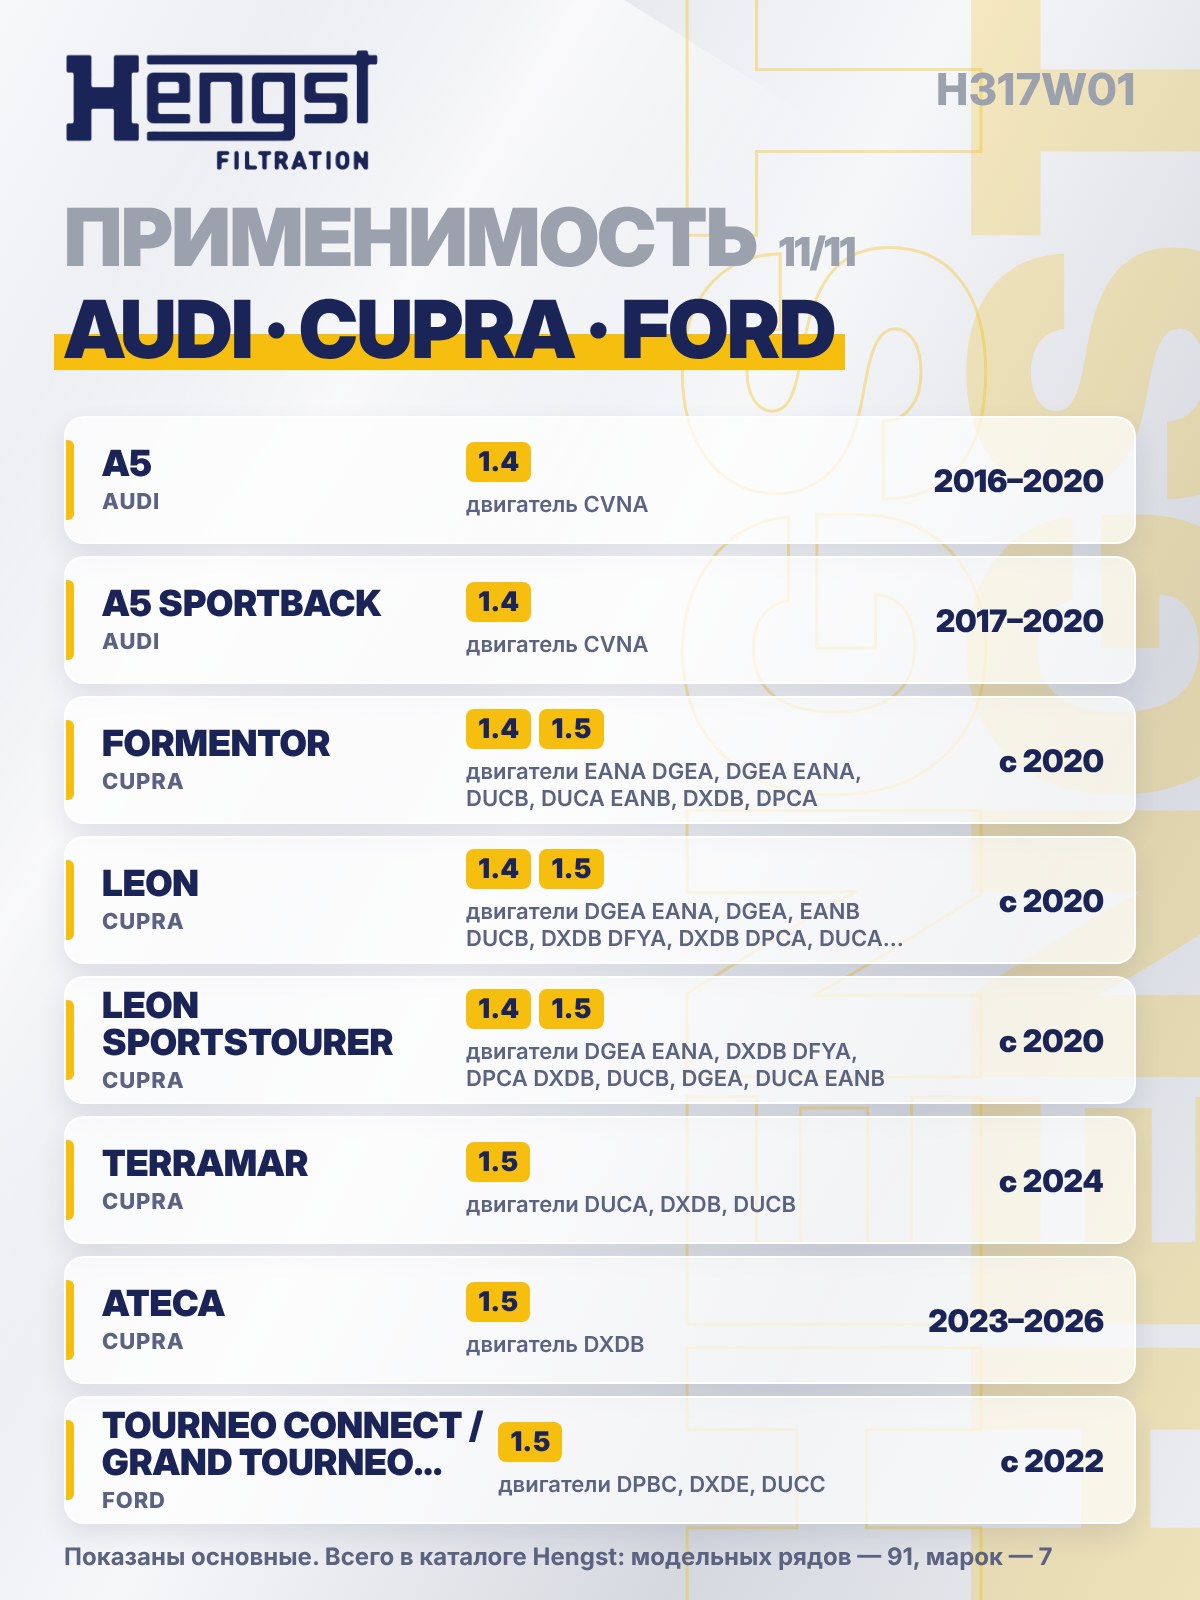 Hengst
FILTRATION
H317W01
ПРИМЕНИМОСТЬ 11/11
AUDI · CUPRA · FORD
A5
AUDI
1.4
двигатель CVNA
2016–2020
A5 SPORTBACK
AUDI
1.4
двигатель CVNA
2017–2020
FORMENTOR
CUPRA
1.4 1.5
двигатели EANA DGEA, DGEA EANA,
DUCB, DUCA EANB, DXDB, DPCA
с 2020
LEON
CUPRA
1.4 1.5
двигатели DGEA EANA, DGEA, EANB
DUCB, DXDB DFYA, DXDB DPCA, DUCA...
с 2020
LEON
SPORTSTOURER
CUPRA
1.4 1.5
двигатели DGEA EANA, DXDB DFYA,
DPCA DXDB, DUCB, DGEA, DUCA EANB
с 2020
TERRAMAR
CUPRA
1.5
двигатели DUCA, DXDB, DUCB
с 2024
ATECA
CUPRA
1.5
двигатель DXDB
2023–2026
TOURNEO CONNECT /
GRAND TOURNEO...
FORD
1.5
двигатели DPBC, DXDE, DUCC
с 2022
Показаны основные. Всего в каталоге Hengst: модельных рядов — 91, марок — 7
HENGST